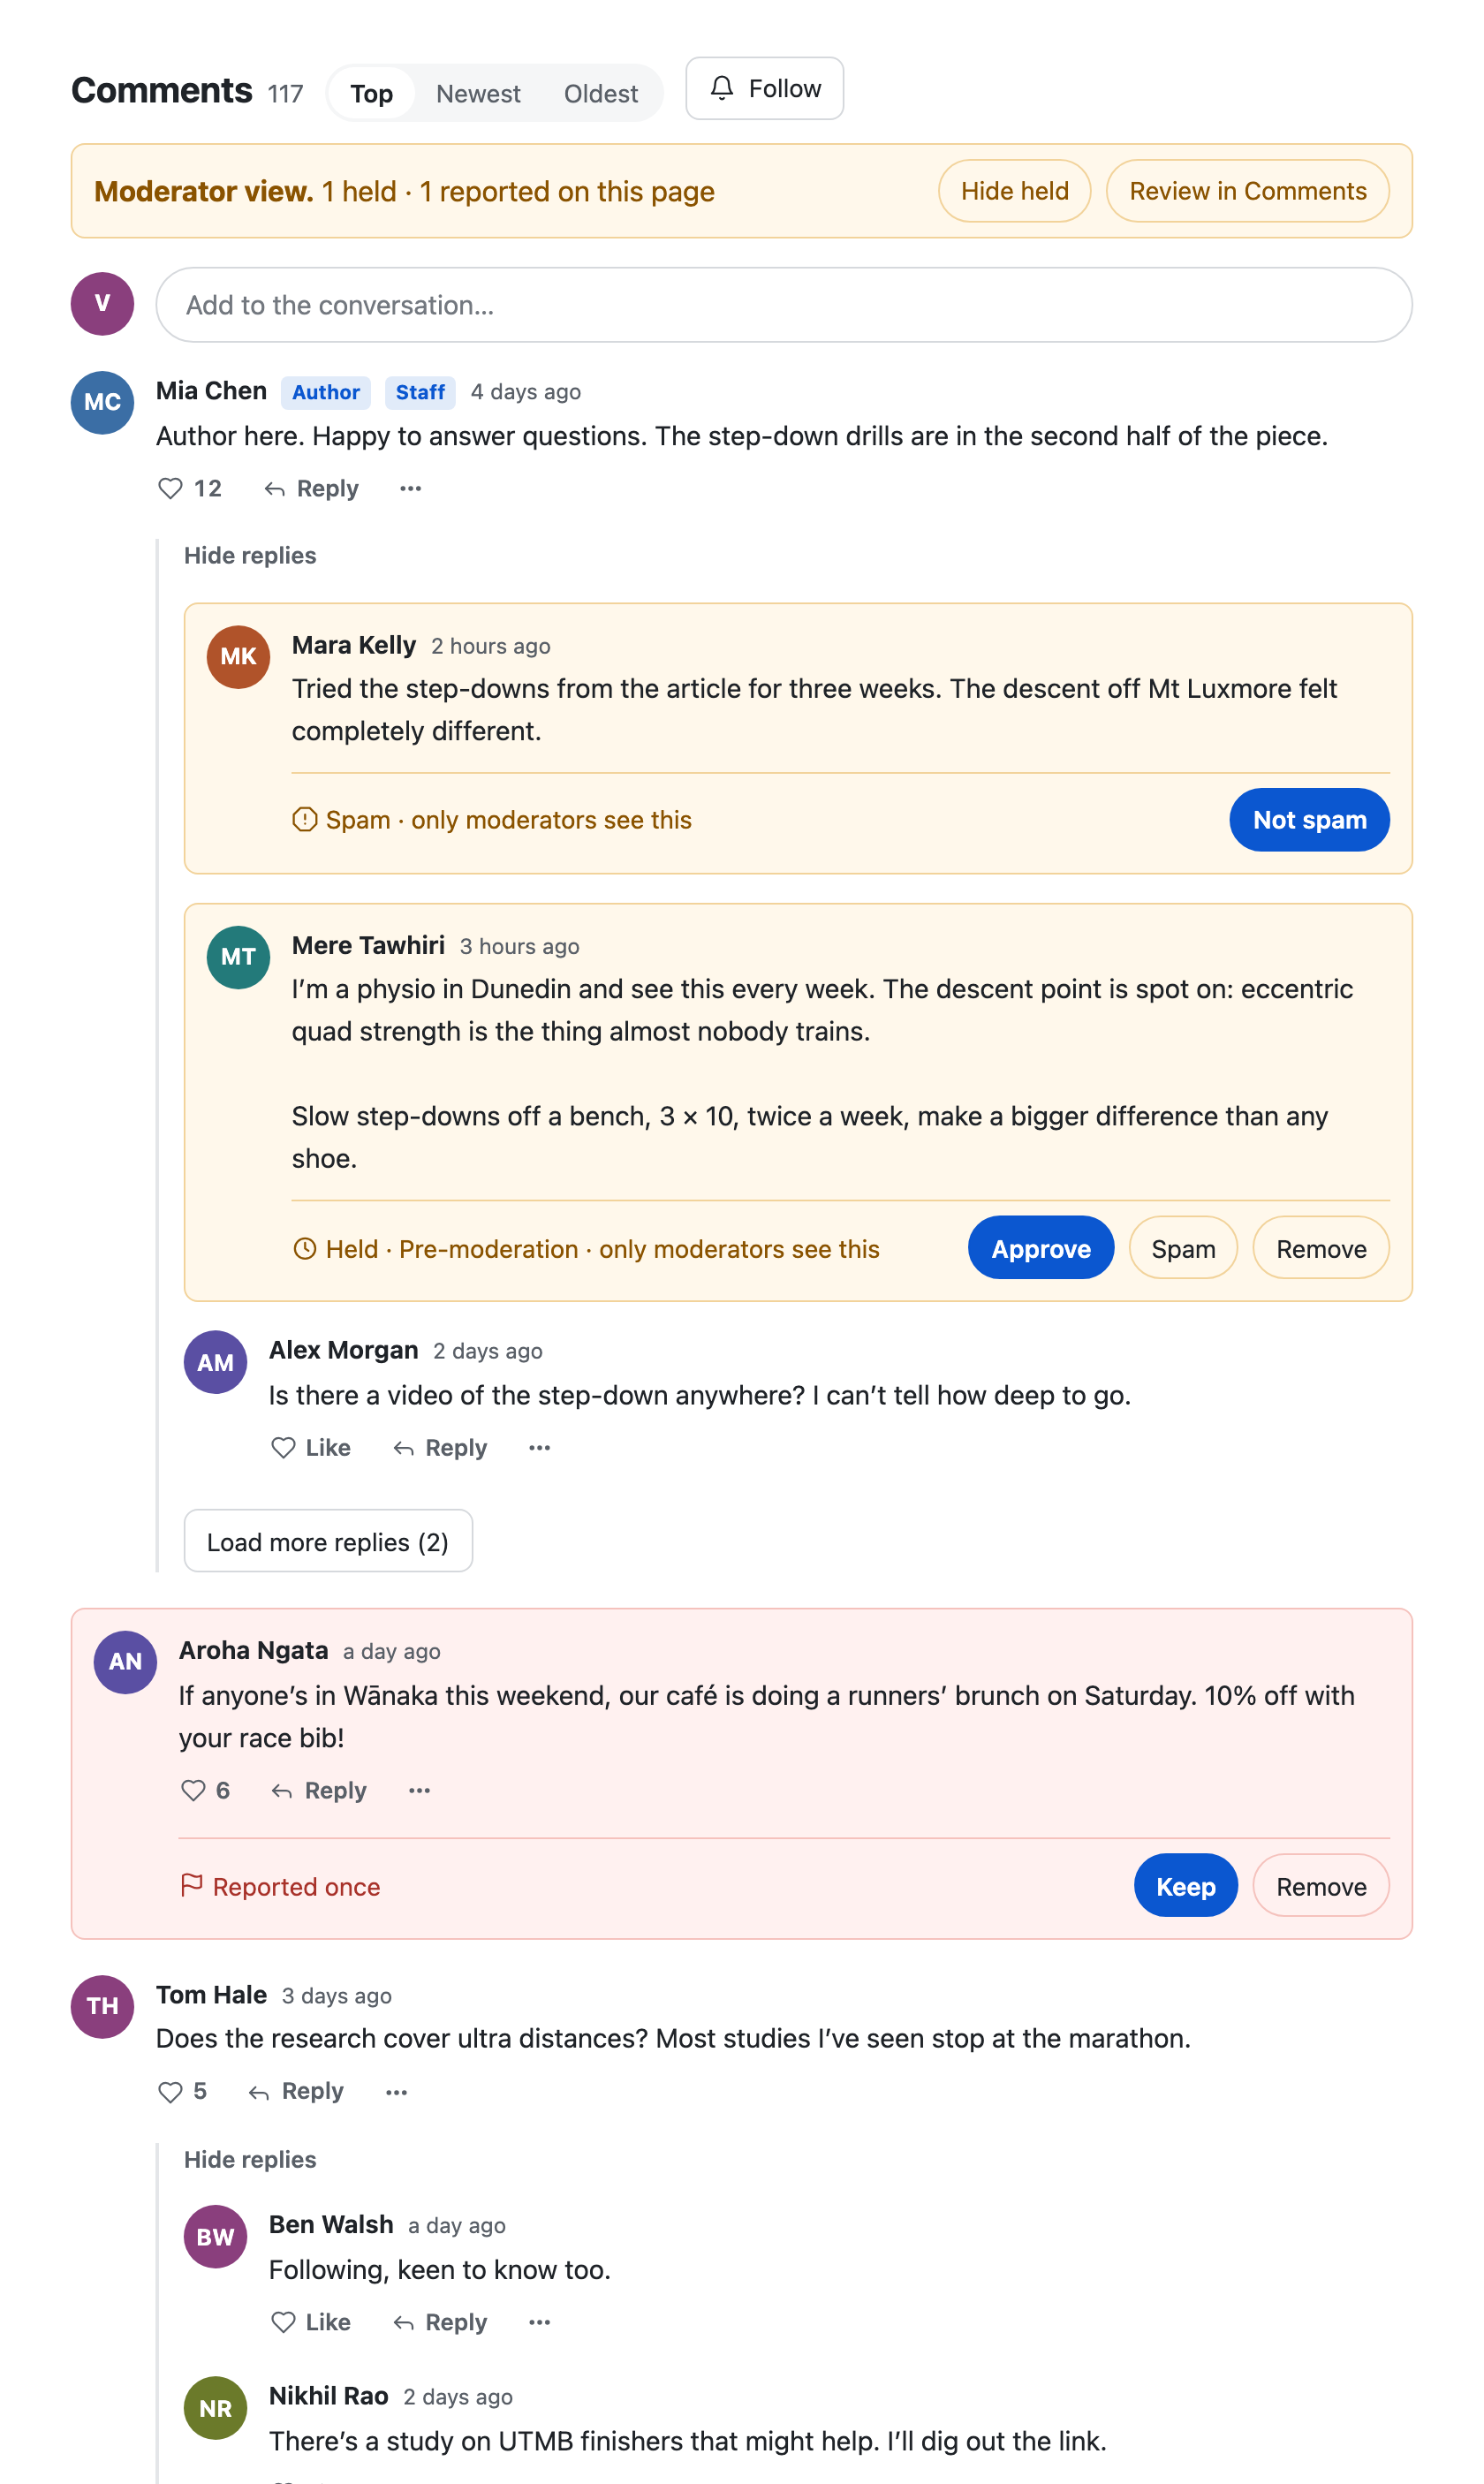 Comments 117 Top Newest Oldest Follow
Moderator view. 1 held · 1 reported on this page Hide held Review in Comments
V Add to the conversation...
MC Mia Chen Author Staff 4 days ago
Author here. Happy to answer questions. The step-down drills are in the second half of the piece.
12 Reply
Hide replies
MK Mara Kelly 2 hours ago
Tried the step-downs from the article for three weeks. The descent off Mt Luxmore felt
completely different.
Spam · only moderators see this Not spam
MT Mere Tawhiri 3 hours ago
I’m a physio in Dunedin and see this every week. The descent point is spot on: eccentric
quad strength is the thing almost nobody trains.
Slow step-downs off a bench, 3 × 10, twice a week, make a bigger difference than any
shoe.
Held · Pre-moderation · only moderators see this Approve Spam Remove
AM Alex Morgan 2 days ago
Is there a video of the step-down anywhere? I can’t tell how deep to go.
Like Reply
Load more replies (2)
AN Aroha Ngata a day ago
If anyone’s in Wānaka this weekend, our café is doing a runners’ brunch on Saturday. 10% off with
your race bib!
6 Reply
Reported once Keep Remove
TH Tom Hale 3 days ago
Does the research cover ultra distances? Most studies I’ve seen stop at the marathon.
5 Reply
Hide replies
BW Ben Walsh a day ago
Following, keen to know too.
Like Reply
NR Nikhil Rao 2 days ago
There’s a study on UTMB finishers that might help. I’ll dig out the link.